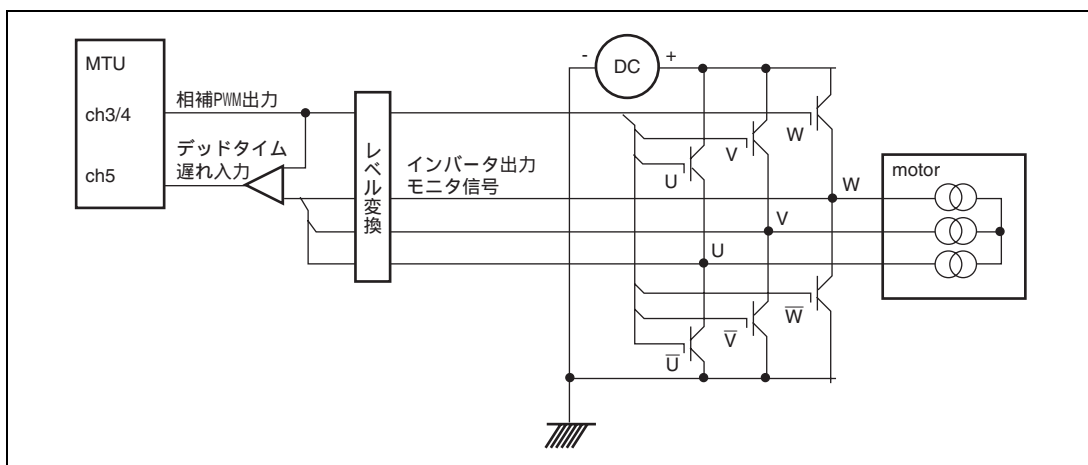 MTU
ch3/4
ch5
相補PWM出力
デッドタイム
遅れ入力
レベル変換
インバータ出力
モニタ信号
-
DC
+
U
V
W
W
V
U
U̅
V̅
W̅
motor